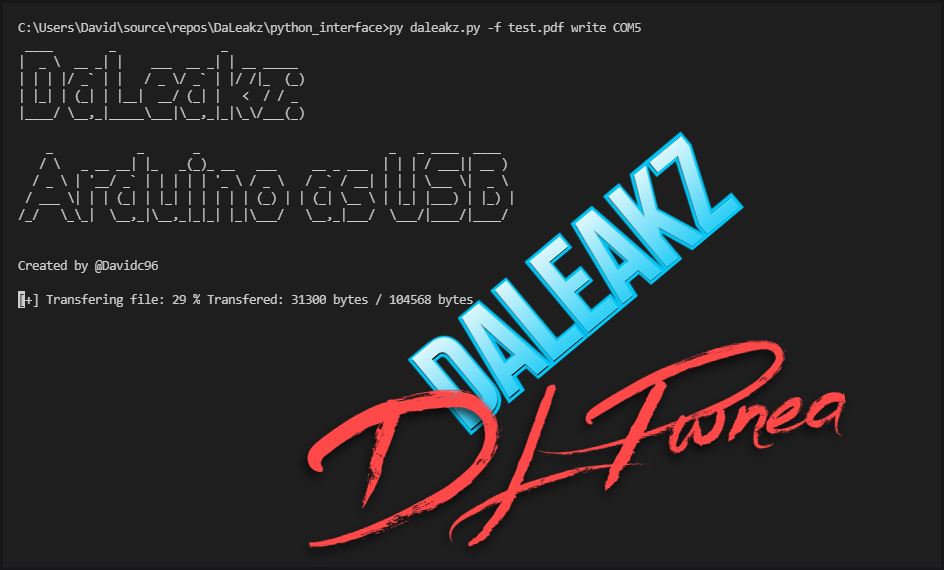 C:\Users\David\source\repos\DaLeakz\python_interface>py daleakz.py -f test.pdf write COM5
DaLeakz:
Arduino as USB
Created by @Davidc96
[+] Transfering file: 29 % Transfered: 31300 bytes / 104568 bytes
DALEAKZ
DLPwnea